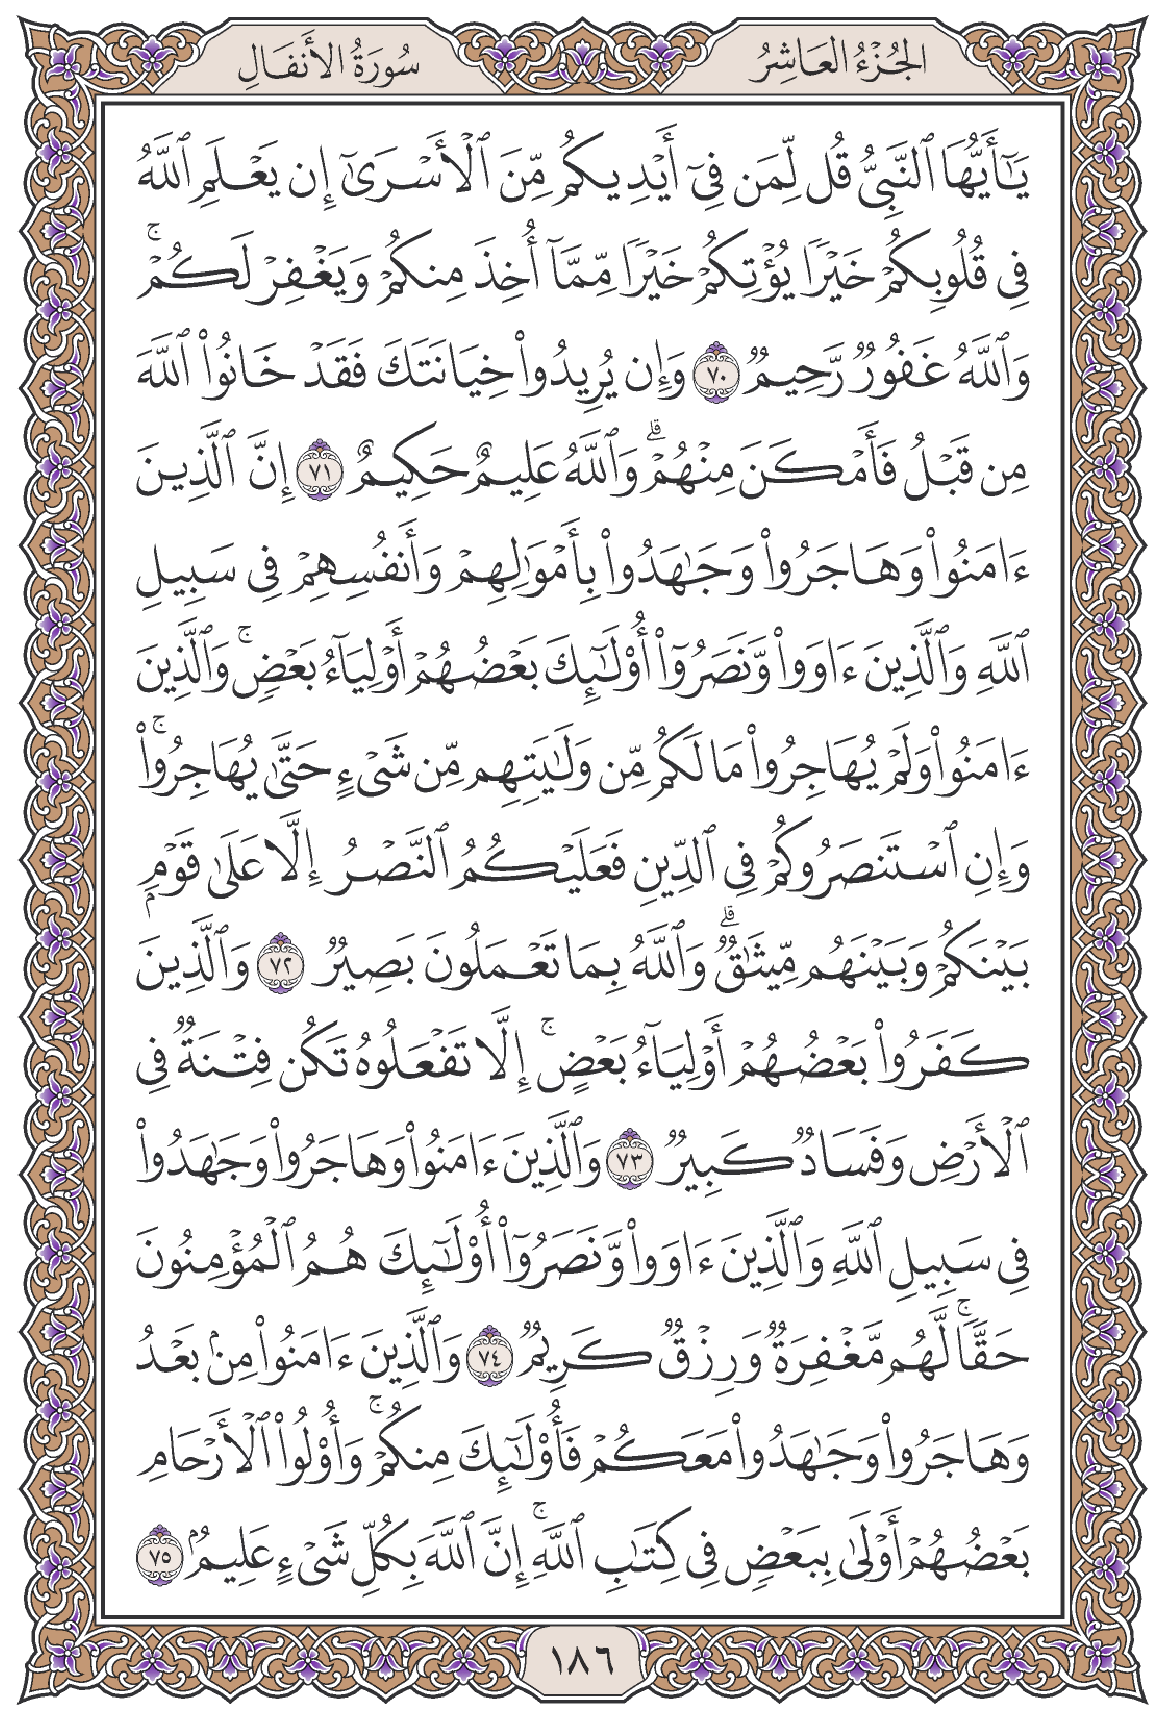 الجُزْءُ العَاشِرُ
سُورَةُ الأَنفَالِ
يَٰٓأَيُّهَا ٱلنَّبِيُّ قُل لِّمَن فِيٓ أَيْدِيكُم مِّنَ ٱلْأَسْرَىٰٓ إِن يَعْلَمِ ٱللَّهُ
فِي قُلُوبِكُمْ خَيْرًا يُؤْتِكُمْ خَيْرًا مِّمَّآ أُخِذَ مِنكُمْ وَيَغْفِرْ لَكُمْۚ
وَٱللَّهُ غَفُورٌ رَّحِيمٌ ٧٠ وَإِن يُرِيدُوا۟ خِيَانَتَكَ فَقَدْ خَانُوا۟ ٱللَّهَ
مِن قَبْلُ فَأَمْكَنَ مِنْهُمْۗ وَٱللَّهُ عَلِيمٌ حَكِيمٌ ٧١ إِنَّ ٱلَّذِينَ
ءَامَنُوا۟ وَهَاجَرُوا۟ وَجَٰهَدُوا۟ بِأَمْوَٰلِهِمْ وَأَنفُسِهِمْ فِي سَبِيلِ
ٱللَّهِ وَٱلَّذِينَ ءَاوَوا۟ وَّنَصَرُوٓا۟ أُو۟لَٰٓئِكَ بَعْضُهُمْ أَوْلِيَآءُ بَعْضٍۚ وَٱلَّذِينَ
ءَامَنُوا۟ وَلَمْ يُهَاجِرُوا۟ مَا لَكُم مِّن وَلَٰيَتِهِم مِّن شَيْءٍ حَتَّىٰ يُهَاجِرُوا۟ۚ
وَإِنِ ٱسْتَنصَرُوكُمْ فِي ٱلدِّينِ فَعَلَيْكُمُ ٱلنَّصْرُ إِلَّا عَلَىٰ قَوْمٍۭ
بَيْنَكُمْ وَبَيْنَهُم مِّيثَٰقٌۗ وَٱللَّهُ بِمَا تَعْمَلُونَ بَصِيرٌ ٧٢ وَٱلَّذِينَ
كَفَرُوا۟ بَعْضُهُمْ أَوْلِيَآءُ بَعْضٍۚ إِلَّا تَفْعَلُوهُ تَكُن فِتْنَةٌ فِي
ٱلْأَرْضِ وَفَسَادٌ كَبِيرٌ ٧٣ وَٱلَّذِينَ ءَامَنُوا۟ وَهَاجَرُوا۟ وَجَٰهَدُوا۟
فِي سَبِيلِ ٱللَّهِ وَٱلَّذِينَ ءَاوَوا۟ وَّنَصَرُوٓا۟ أُو۟لَٰٓئِكَ هُمُ ٱلْمُؤْمِنُونَ
حَقًّاۚ لَّهُم مَّغْفِرَةٌ وَرِزْقٌ كَرِيمٌ ٧٤ وَٱلَّذِينَ ءَامَنُوا۟ مِنۢ بَعْدُ
وَهَاجَرُوا۟ وَجَٰهَدُوا۟ مَعَكُمْ فَأُو۟لَٰٓئِكَ مِنكُمْۚ وَأُو۟لُوا۟ ٱلْأَرْحَامِ
بَعْضُهُمْ أَوْلَىٰ بِبَعْضٍ فِي كِتَٰبِ ٱللَّهِۚ إِنَّ ٱللَّهَ بِكُلِّ شَيْءٍ عَلِيمٌۢ ٧٥
١٨٦